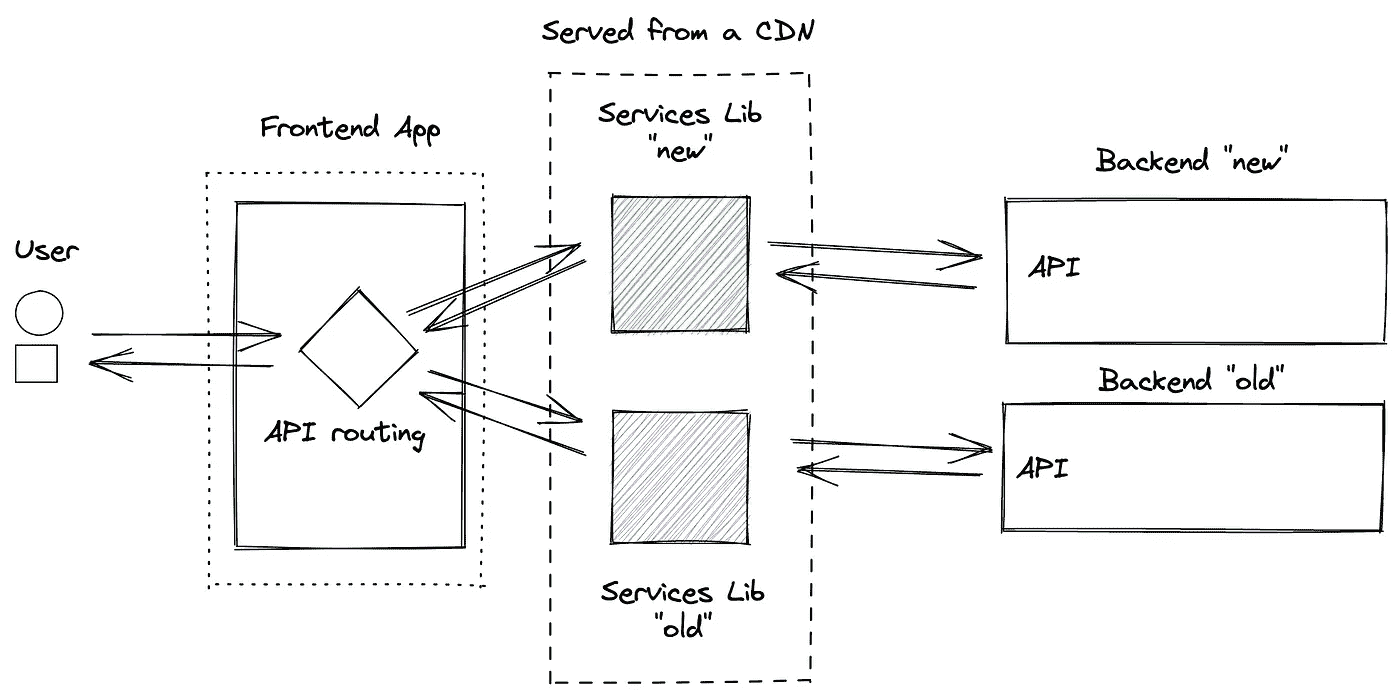 Served from a CDN
Services Lib
"new"
Frontend App
Backend "new"
User
API
Backend "old"
API routing
API
Services Lib
"old"